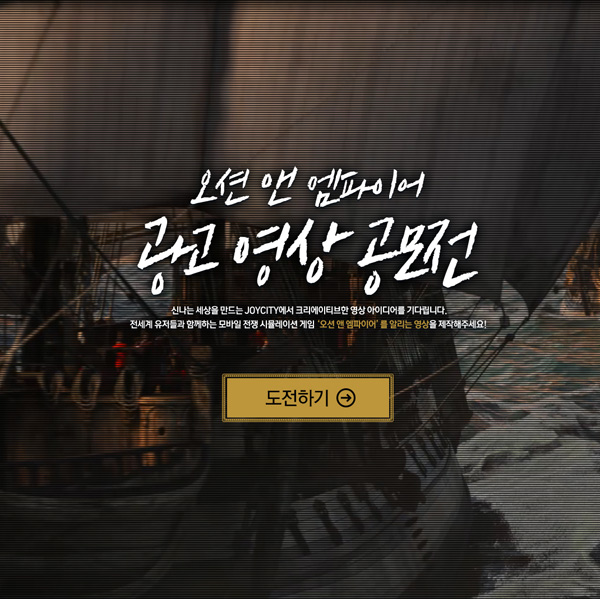 오션 앤 엠파이어
광고 영상 공모전
신나는 세상을 만드는 JOYCITY에서 크리에이티브한 영상 아이디어를 기다립니다.
전세계 유저들과 함께하는 모바일 전쟁 시뮬레이션 게임 '오션 앤 엠파이어' 를 알리는 영상을 제작해주세요!
도전하기